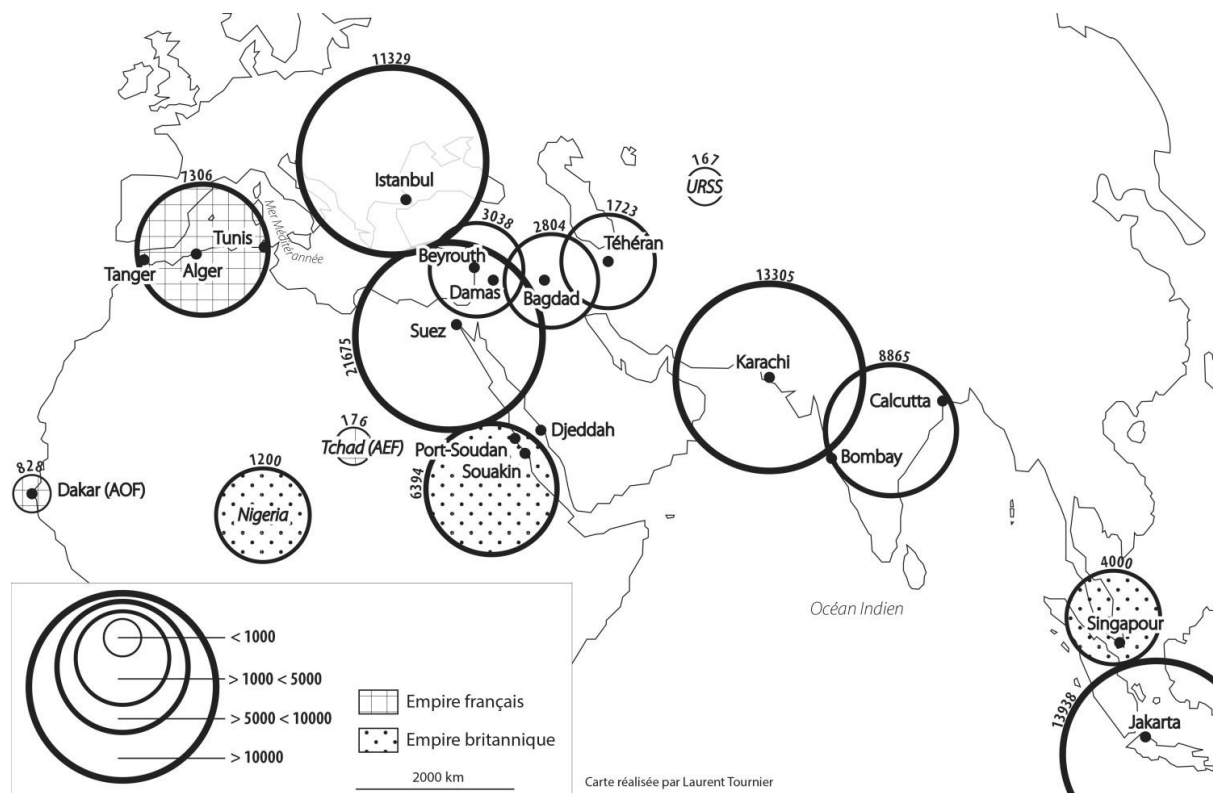 11329
Istanbul
167
URSS
7306
Mer Méditérannée
Tunis
Alger
Tanger
3038
2804
1723
Téhéran
Beyrouth
Damas
Bagdad
Suez
21675
13305
Karachi
8865
Calcutta
Bombay
176
Tchad (AEF)
Djeddah
Port-Soudan
Souakin
6394
828
Dakar (AOF)
1200
Nigeria
Océan Indien
4000
Singapour
13938
Jakarta
< 1000
> 1000 < 5000
> 5000 < 10000
> 10000
Empire français
Empire britannique
2000 km
Carte réalisée par Laurent Tournier